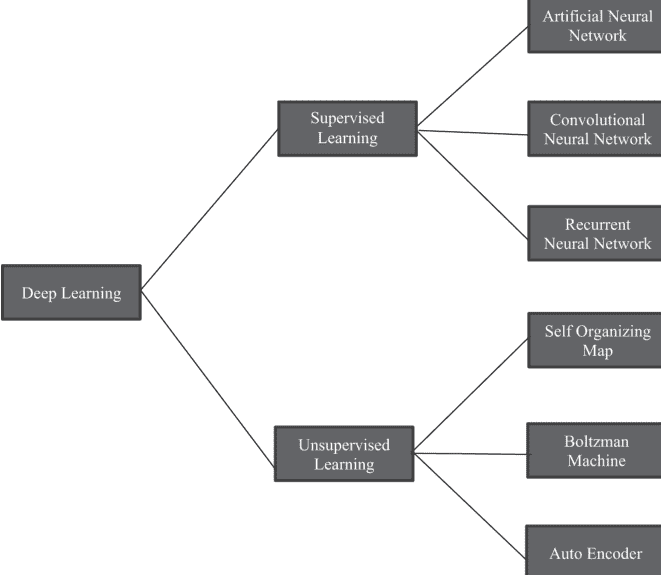 Artificial Neural
Network
Supervised
Learning
Convolutional
Neural Network
Recurrent
Neural Network
Deep Learning
Self Organizing
Map
Unsupervised
Learning
Boltzman
Machine
Auto Encoder